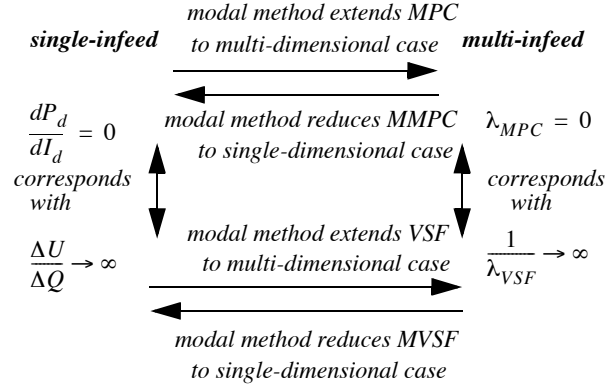 modal method extends MPC
single-infeed to multi-dimensional case multi-infeed
modal method reduces MMPC
to single-dimensional case
dP_d / dI_d = 0
λ_MPC = 0
corresponds
with
corresponds
with
modal method extends VSF
to multi-dimensional case
ΔU / ΔQ → ∞
1 / λ_VSF → ∞
modal method reduces MVSF
to single-dimensional case